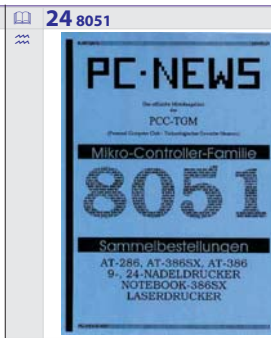 24 8051
PC-NEWS
Das offizielle Mitteilungsblatt
des
PCC-TGM
(Personal Computer Club - Technologisches Gewerbe Museum)
Mikro-Controller-Familie
8051
Sammelbestellungen
AT-286, AT-386SX, AT-386
9-, 24-NADELDRUCKER
NOTEBOOK-386SX
LASERDRUCKER